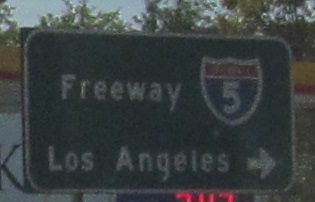 Freeway 5
Los Angeles →
K